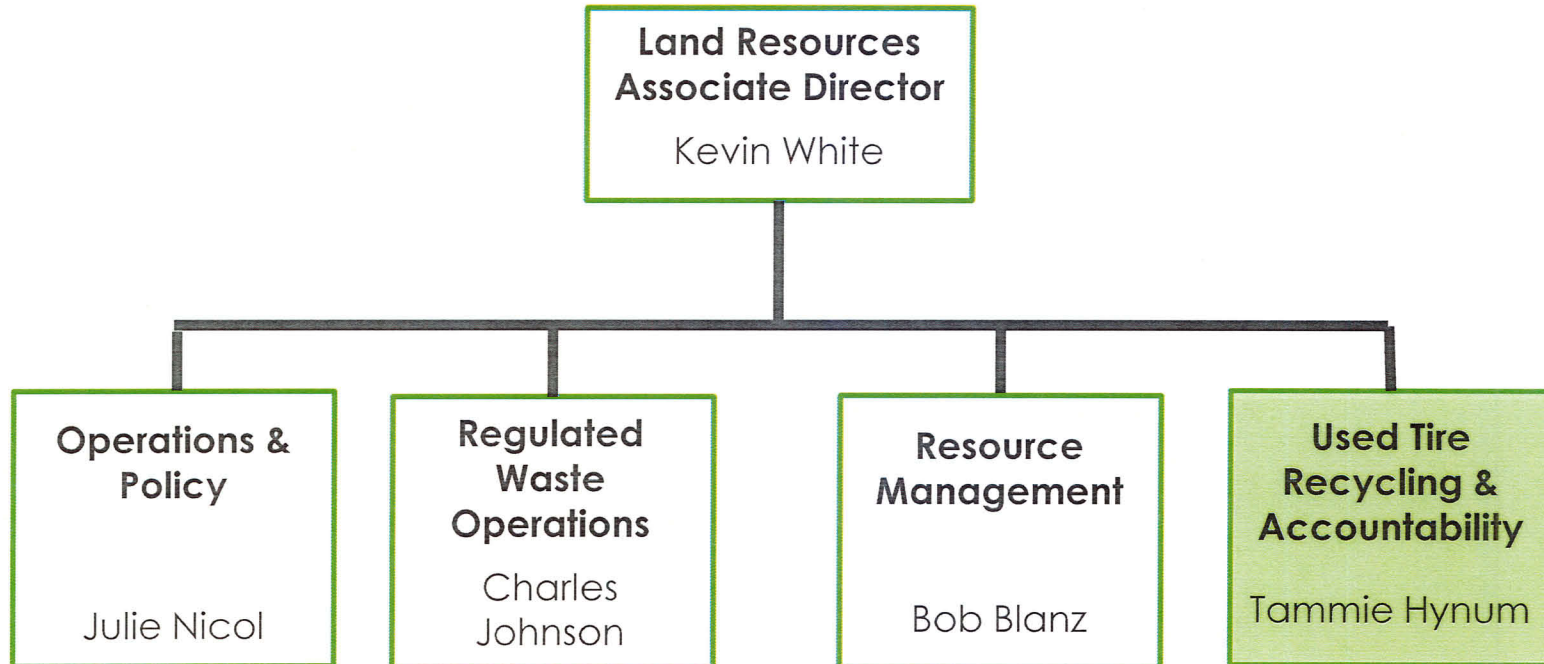 Land Resources
Associate Director
Kevin White
Operations &
Policy
Julie Nicol
Regulated
Waste
Operations
Charles
Johnson
Resource
Management
Bob Blanz
Used Tire
Recycling &
Accountability
Tammie Hynum